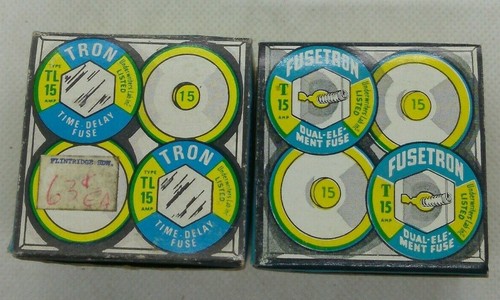 TRON
TYPE
TL
15
AMP
Underwriters Lab. inc.
LISTED
TIME DELAY
FUSE
15
FLINTRIDGE HDW.
63¢ EA
TRON
TYPE
TL
15
AMP
Underwriters Lab. inc.
LISTED
TIME DELAY
FUSE
FUSETRON
T
15
AMP
Underwriters Lab. inc.
LISTED
DUAL-ELE-
MENT FUSE
15
15
FUSETRON
T
15
AMP
Underwriters Lab. inc.
LISTED
DUAL-ELE-
MENT FUSE